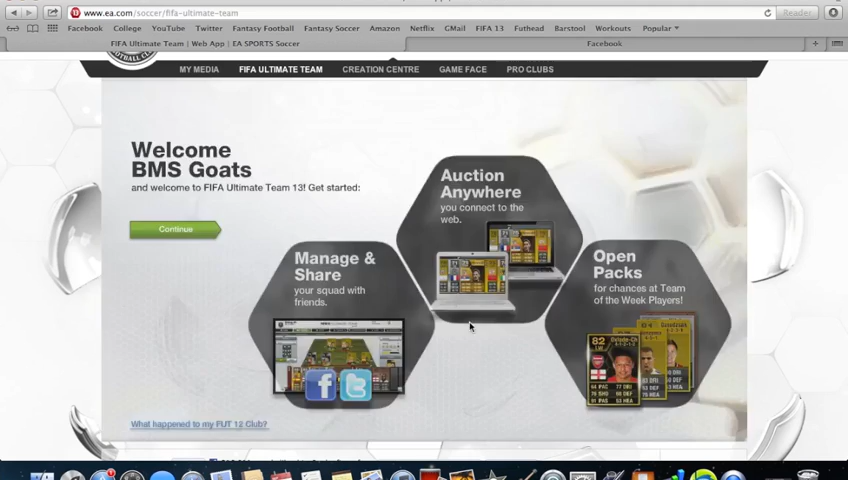 www.ea.com/soccer/fifa-ultimate-team
Reader
Facebook College YouTube Twitter Fantasy Football Fantasy Soccer Amazon Netflix GMail FIFA 13 Futhead Barstool Workouts Popular
FIFA Ultimate Team | Web App | EA SPORTS Soccer
Facebook
MY MEDIA FIFA ULTIMATE TEAM CREATION CENTRE GAME FACE PRO CLUBS
Welcome
BMS Goats
and welcome to FIFA Ultimate Team 13! Get started:
Continue
Auction
Anywhere
you connect to the
web.
Manage &
Share
your squad with
friends.
Open
Packs
for chances at Team
of the Week Players!
82
LW
What happened to my FUT 12 Club?